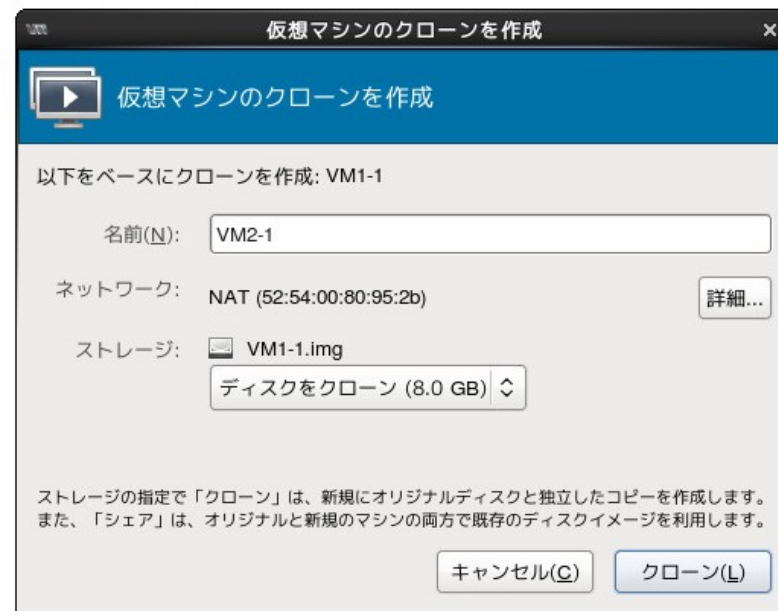 仮想マシンのクローンを作成
仮想マシンのクローンを作成
以下をベースにクローンを作成: VM1-1
名前(N): VM2-1
ネットワーク: NAT (52:54:00:80:95:2b) 詳細...
ストレージ: VM1-1.img
ディスクをクローン (8.0 GB)
ストレージの指定で「クローン」は、新規にオリジナルディスクと独立したコピーを作成します。
また、「シェア」は、オリジナルと新規のマシンの両方で既存のディスクイメージを利用します。
キャンセル(C) クローン(L)